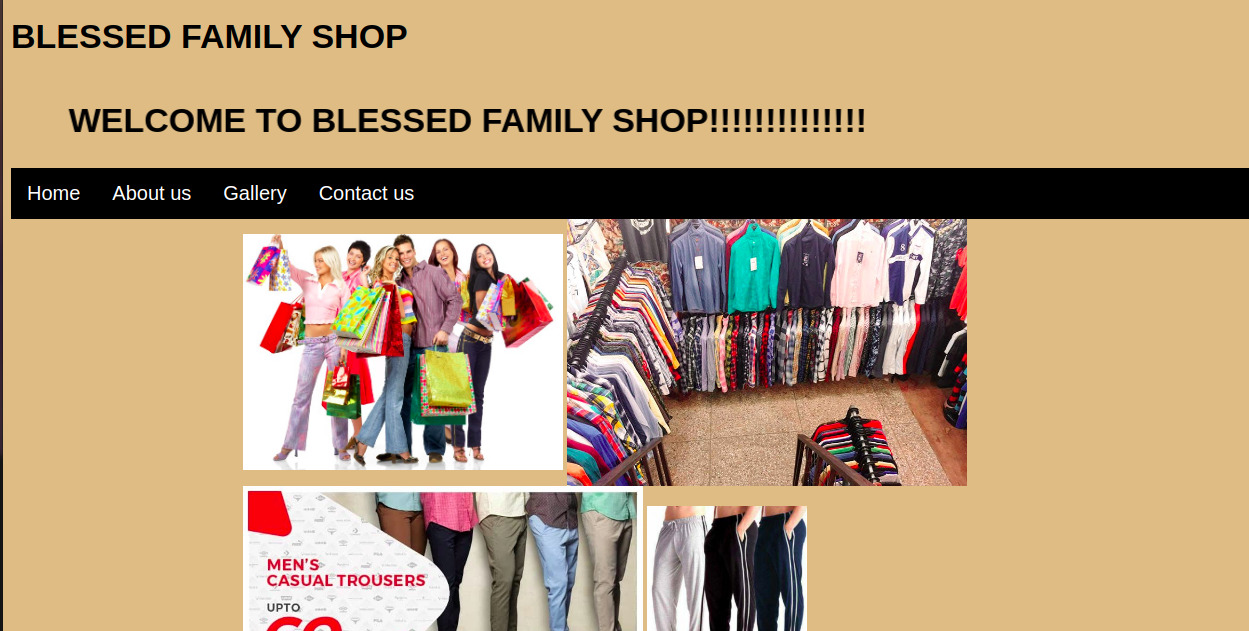 BLESSED FAMILY SHOP
WELCOME TO BLESSED FAMILY SHOP!!!!!!!!!!!!!!
Home About us Gallery Contact us
MEN'S
CASUAL TROUSERS
UPTO